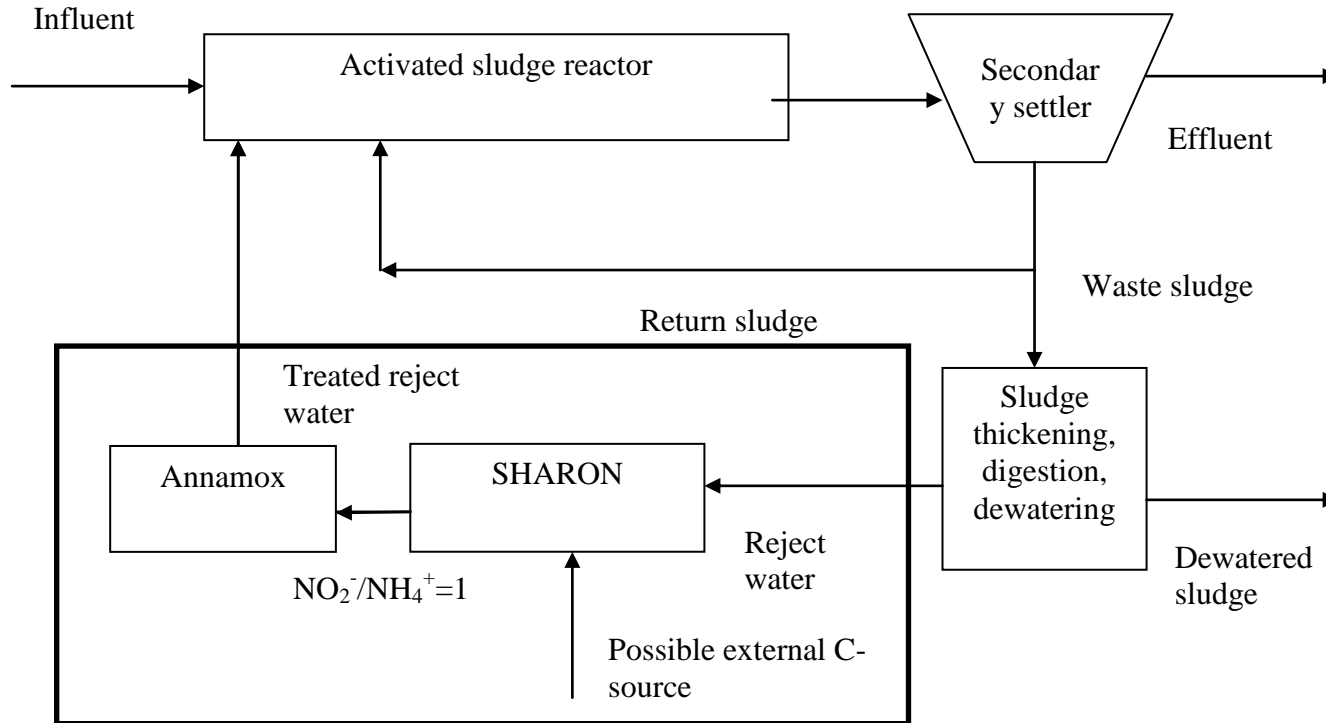 Influent
Activated sludge reactor
Secondar
y settler
Effluent
Waste sludge
Return sludge
Treated reject
water
Sludge
thickening,
digestion,
dewatering
Annamox
SHARON
Reject
water
NO₂⁻/NH₄⁺=1
Dewatered
sludge
Possible external C-
source